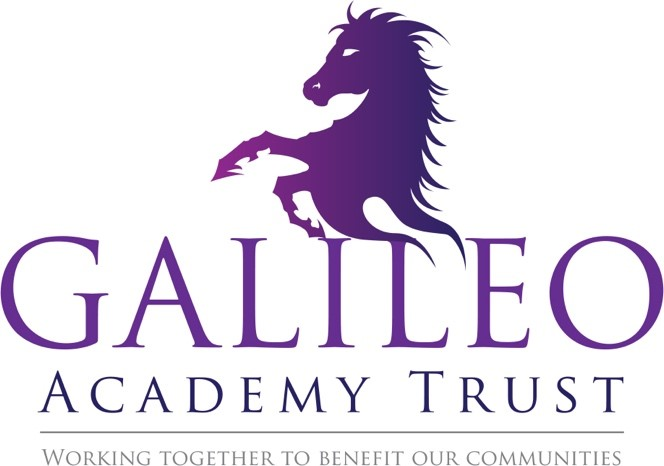 GALILEO
ACADEMY TRUST
WORKING TOGETHER TO BENEFIT OUR COMMUNITIES